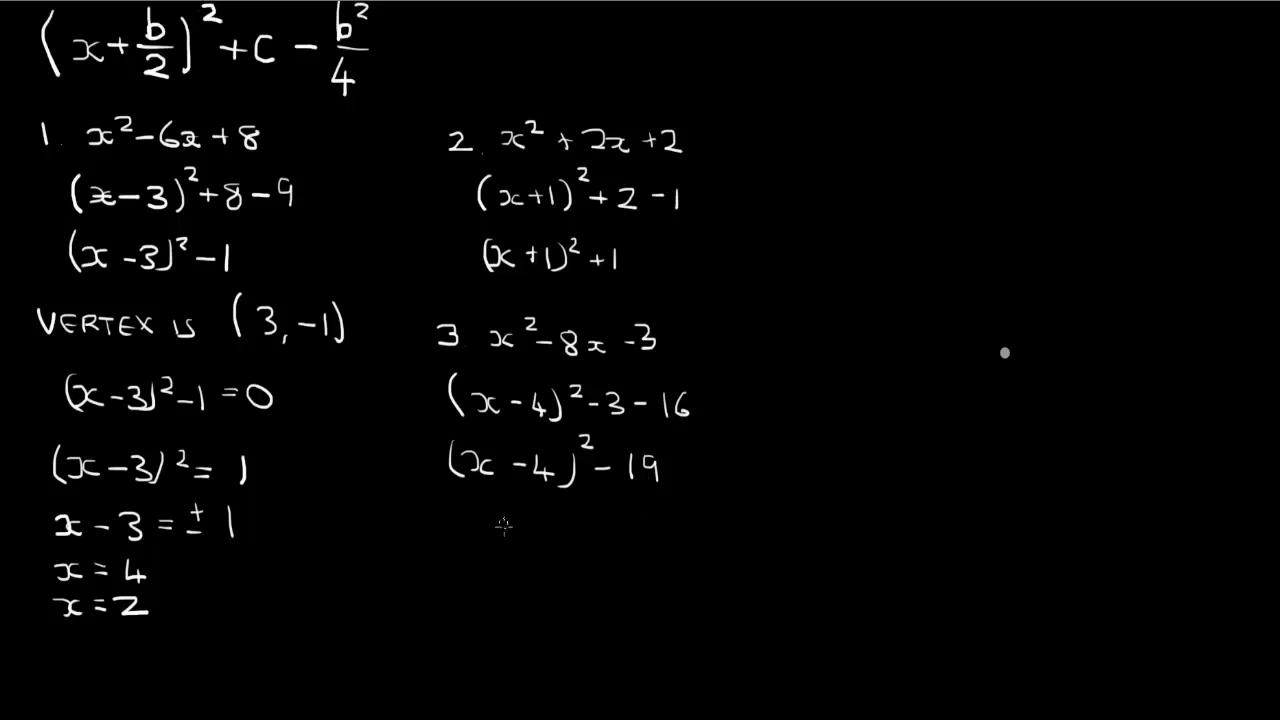 (x + b/2)² + c − b²/4
1. x² − 6x + 8
(x − 3)² + 8 − 9
(x − 3)² − 1
VERTEX IS (3, −1)
(x − 3)² − 1 = 0
(x − 3)² = 1
x − 3 = ± 1
x = 4
x = 2
2. x² + 2x + 2
(x + 1)² + 2 − 1
(x + 1)² + 1
3. x² − 8x − 3
(x − 4)² − 3 − 16
(x − 4)² − 19